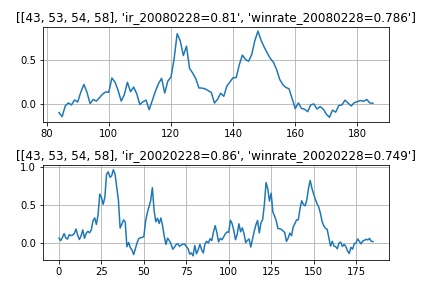 [[43, 53, 54, 58], 'ir_20080228=0.81', 'winrate_20080228=0.786']
0.5
0.0
80 100 120 140 160 180
[[43, 53, 54, 58], 'ir_20020228=0.86', 'winrate_20020228=0.749']
1.0
0.5
0.0
0 25 50 75 100 125 150 175